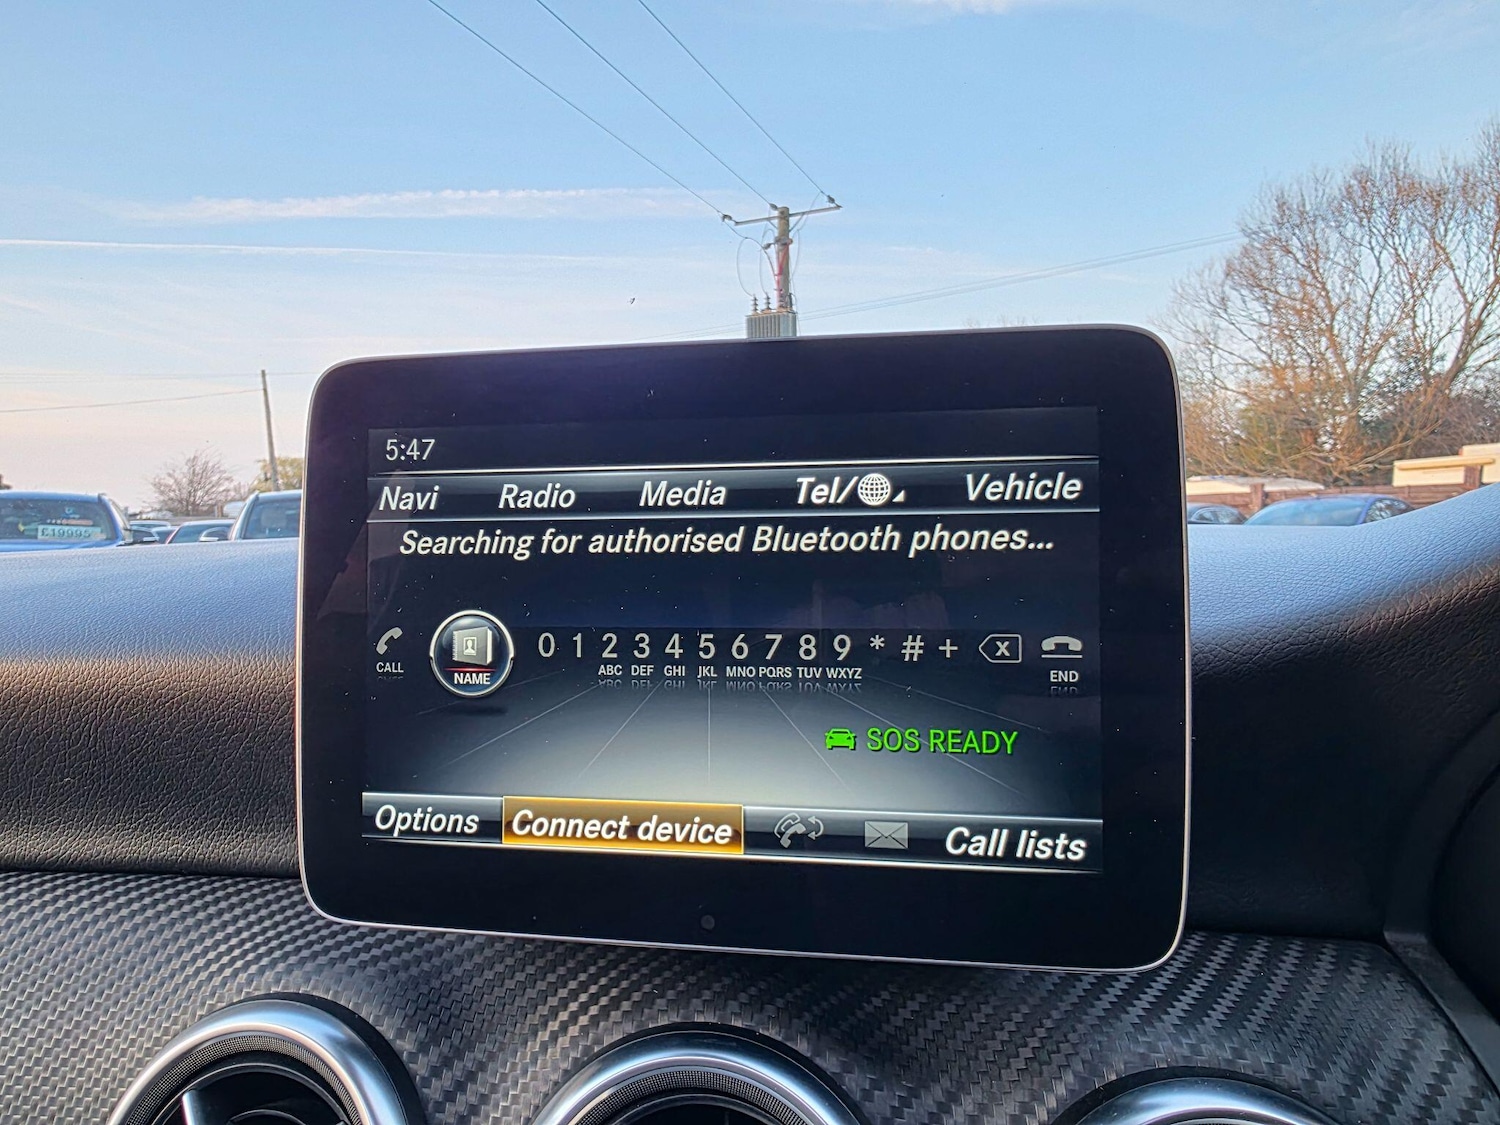 5:47
Navi Radio Media Tel/ Vehicle
Searching for authorised Bluetooth phones...
0 1 2 3 4 5 6 7 8 9 * # + X
CALL NAME ABC DEF GHI JKL MNO PQRS TUV WXYZ END
SOS READY
Options Connect device Call lists
£19995